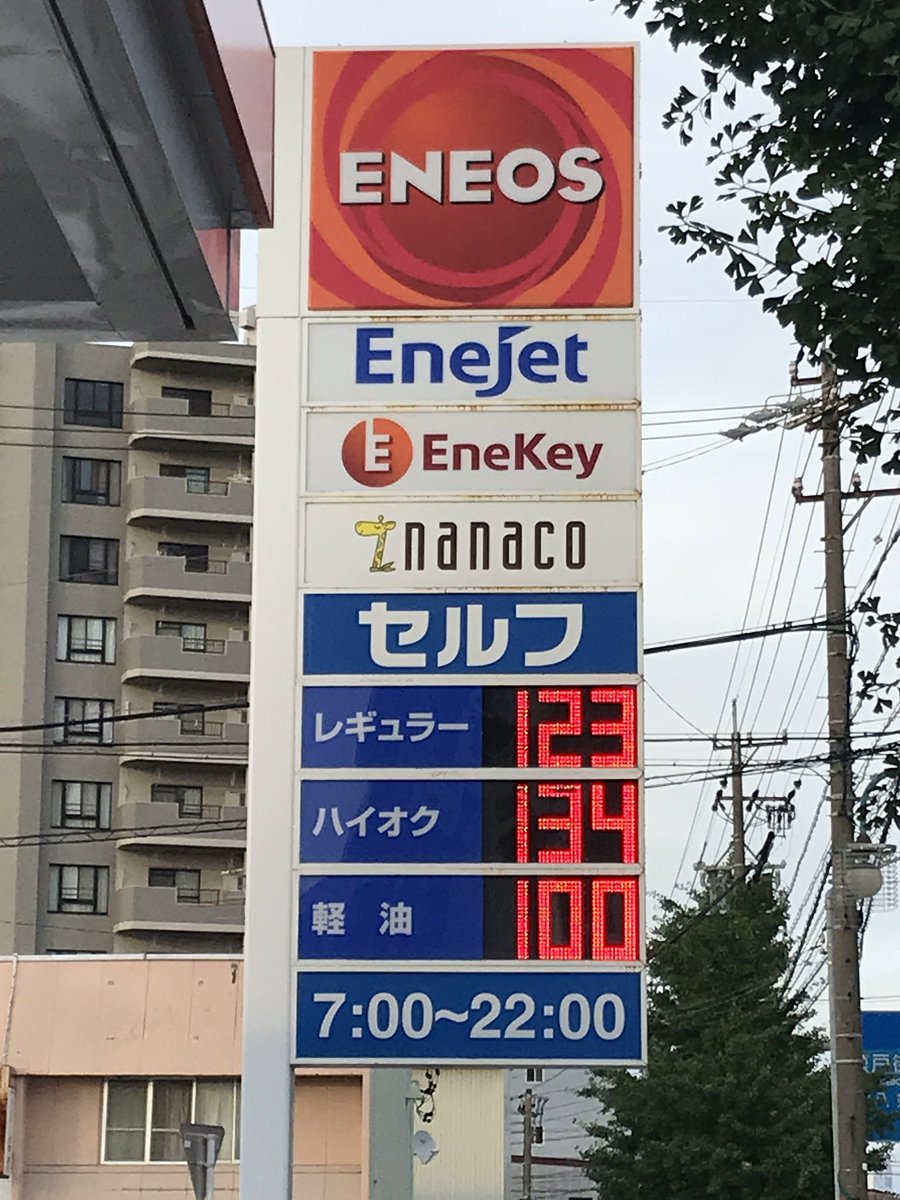 ENEOS
EneJet
E EneKey
nanaco
セルフ
レギュラー 123
ハイオク 134
軽 油 100
7:00~22:00